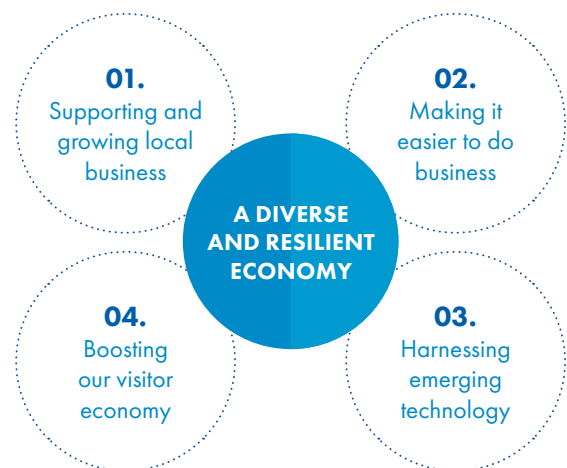 01.
Supporting and
growing local
business
02.
Making it
easier to do
business
A DIVERSE
AND RESILIENT
ECONOMY
04.
Boosting
our visitor
economy
03.
Harnessing
emerging
technology